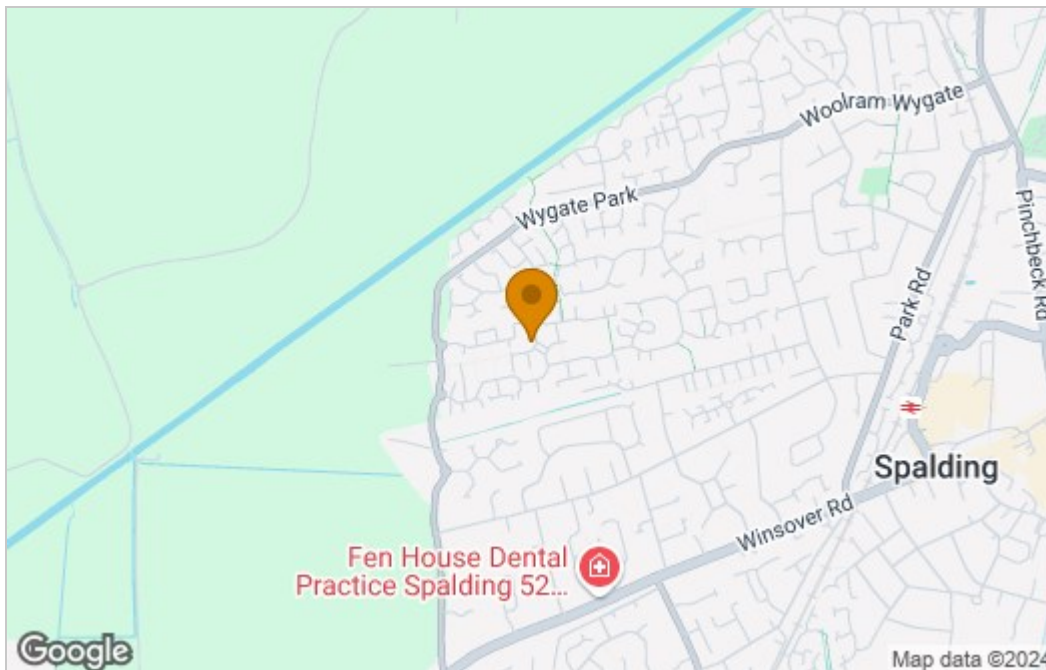 Woolram Wygate
Wygate Park
Pinchbeck Rd
Park Rd
Spalding
Winsover Rd
Fen House Dental
Practice Spalding 52...
Google
Map data ©2024